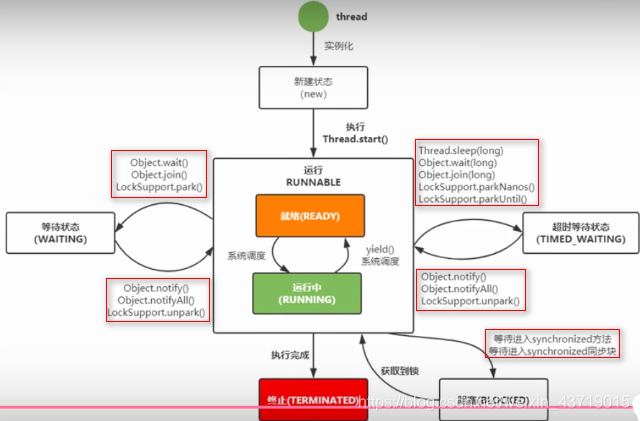 thread
实例化
新建状态
（new）
执行
Thread.start()
Object.wait()
Object.join()
LockSupport.park()
运行
RUNNABLE
Thread.sleep(long)
Object.wait(long)
Object.join(long)
LockSupport.parkNanos()
LockSupport.parkUntil()
就绪(READY)
等待状态
(WAITING)
超时等待状态
(TIMED_WAITING)
系统调度
yield()
系统调度
运行中
(RUNNING)
Object.notify()
Object.notifyAll()
LockSupport.unpark()
Object.notify()
Object.notifyAll()
LockSupport.unpark()
等待进入synchronized方法
等待进入synchronized同步块
执行完成
获取到锁
终止(TERMINATED)
(BLOCKED)